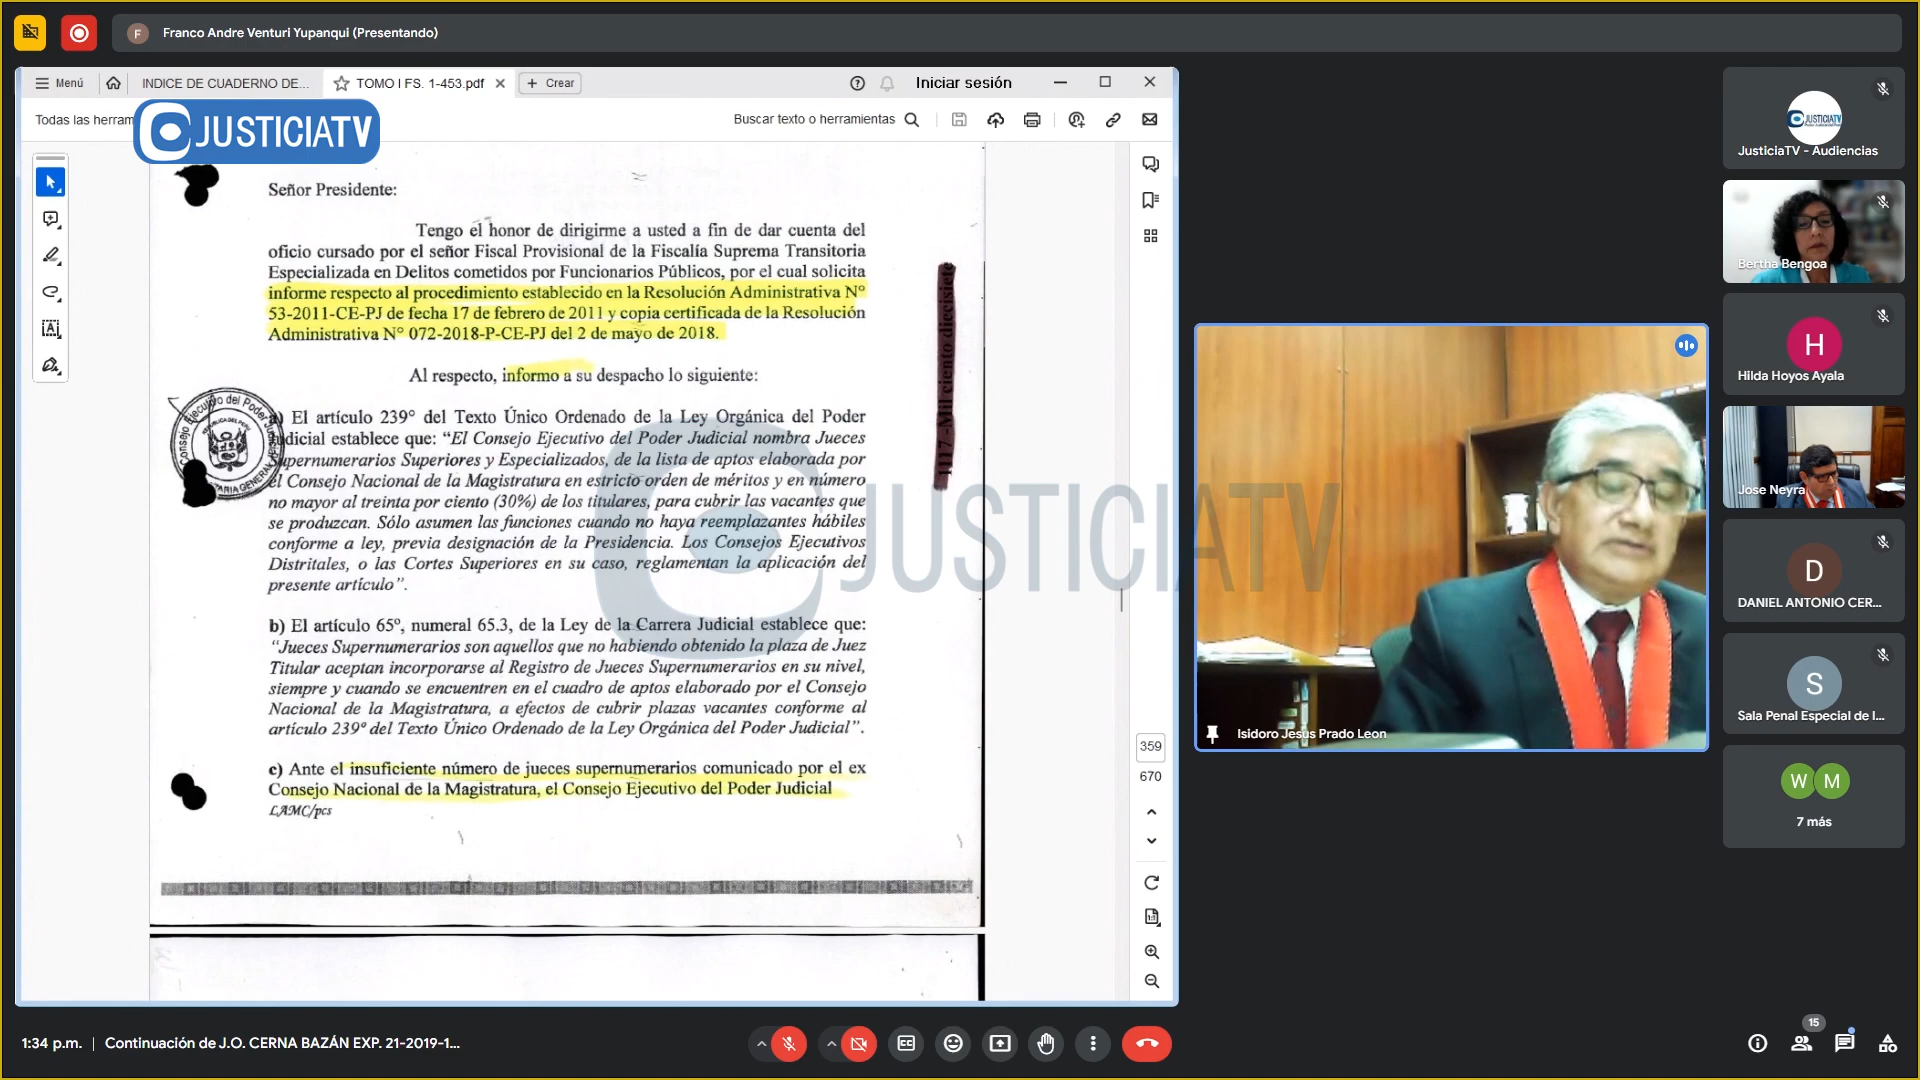 Franco Andre Venturi Yupanqui (Presentando)
Menú
INDICE DE CUADERNO DE...
TOMO I FS. 1-453.pdf
Crear
Iniciar sesión
Todas las herram
JUSTICIATV
Buscar texto o herramientas
Señor Presidente:
Tengo el honor de dirigirme a usted a fin de dar cuenta del
oficio cursado por el señor Fiscal Provisional de la Fiscalía Suprema Transitoria
Especializada en Delitos cometidos por Funcionarios Públicos, por el cual solicita
informe respecto al procedimiento establecido en la Resolución Administrativa N°
53-2011-CE-PJ de fecha 17 de febrero de 2011 y copia certificada de la Resolución
Administrativa N° 072-2018-P-CE-PJ del 2 de mayo de 2018.
Al respecto, informo a su despacho lo siguiente:
a) El artículo 239° del Texto Único Ordenado de la Ley Orgánica del Poder
Judicial establece que: “El Consejo Ejecutivo del Poder Judicial nombra Jueces
Supernumerarios Superiores y Especializados, de la lista de aptos elaborada por
el Consejo Nacional de la Magistratura en estricto orden de méritos y en número
no mayor al treinta por ciento (30%) de los titulares, para cubrir las vacantes que
se produzcan. Sólo asumen las funciones cuando no haya reemplazantes hábiles
conforme a ley, previa designación de la Presidencia. Los Consejos Ejecutivos
Distritales, o las Cortes Superiores en su caso, reglamentan la aplicación del
presente artículo”.
b) El artículo 65º, numeral 65.3, de la Ley de la Carrera Judicial establece que:
“Jueces Supernumerarios son aquellos que no habiendo obtenido la plaza de Juez
Titular aceptan incorporarse al Registro de Jueces Supernumerarios en su nivel,
siempre y cuando se encuentren en el cuadro de aptos elaborado por el Consejo
Nacional de la Magistratura, a efectos de cubrir plazas vacantes conforme al
artículo 239º del Texto Único Ordenado de la Ley Orgánica del Poder Judicial”.
c) Ante el insuficiente número de jueces supernumerarios comunicado por el ex
Consejo Nacional de la Magistratura, el Consejo Ejecutivo del Poder Judicial
LAMC/pcs
1117 -Mil ciento diecisiete
JUSTICIATV
359
670
Isidoro Jesus Prado Leon
JUSTICIATV
JusticiaTV - Audiencias
Bertha Bengoa
H
Hilda Hoyos Ayala
Jose Neyra
D
DANIEL ANTONIO CER...
S
Sala Penal Especial de l...
W M
7 más
1:34 p.m. | Continuación de J.O. CERNA BAZÁN EXP. 21-2019-1...
15